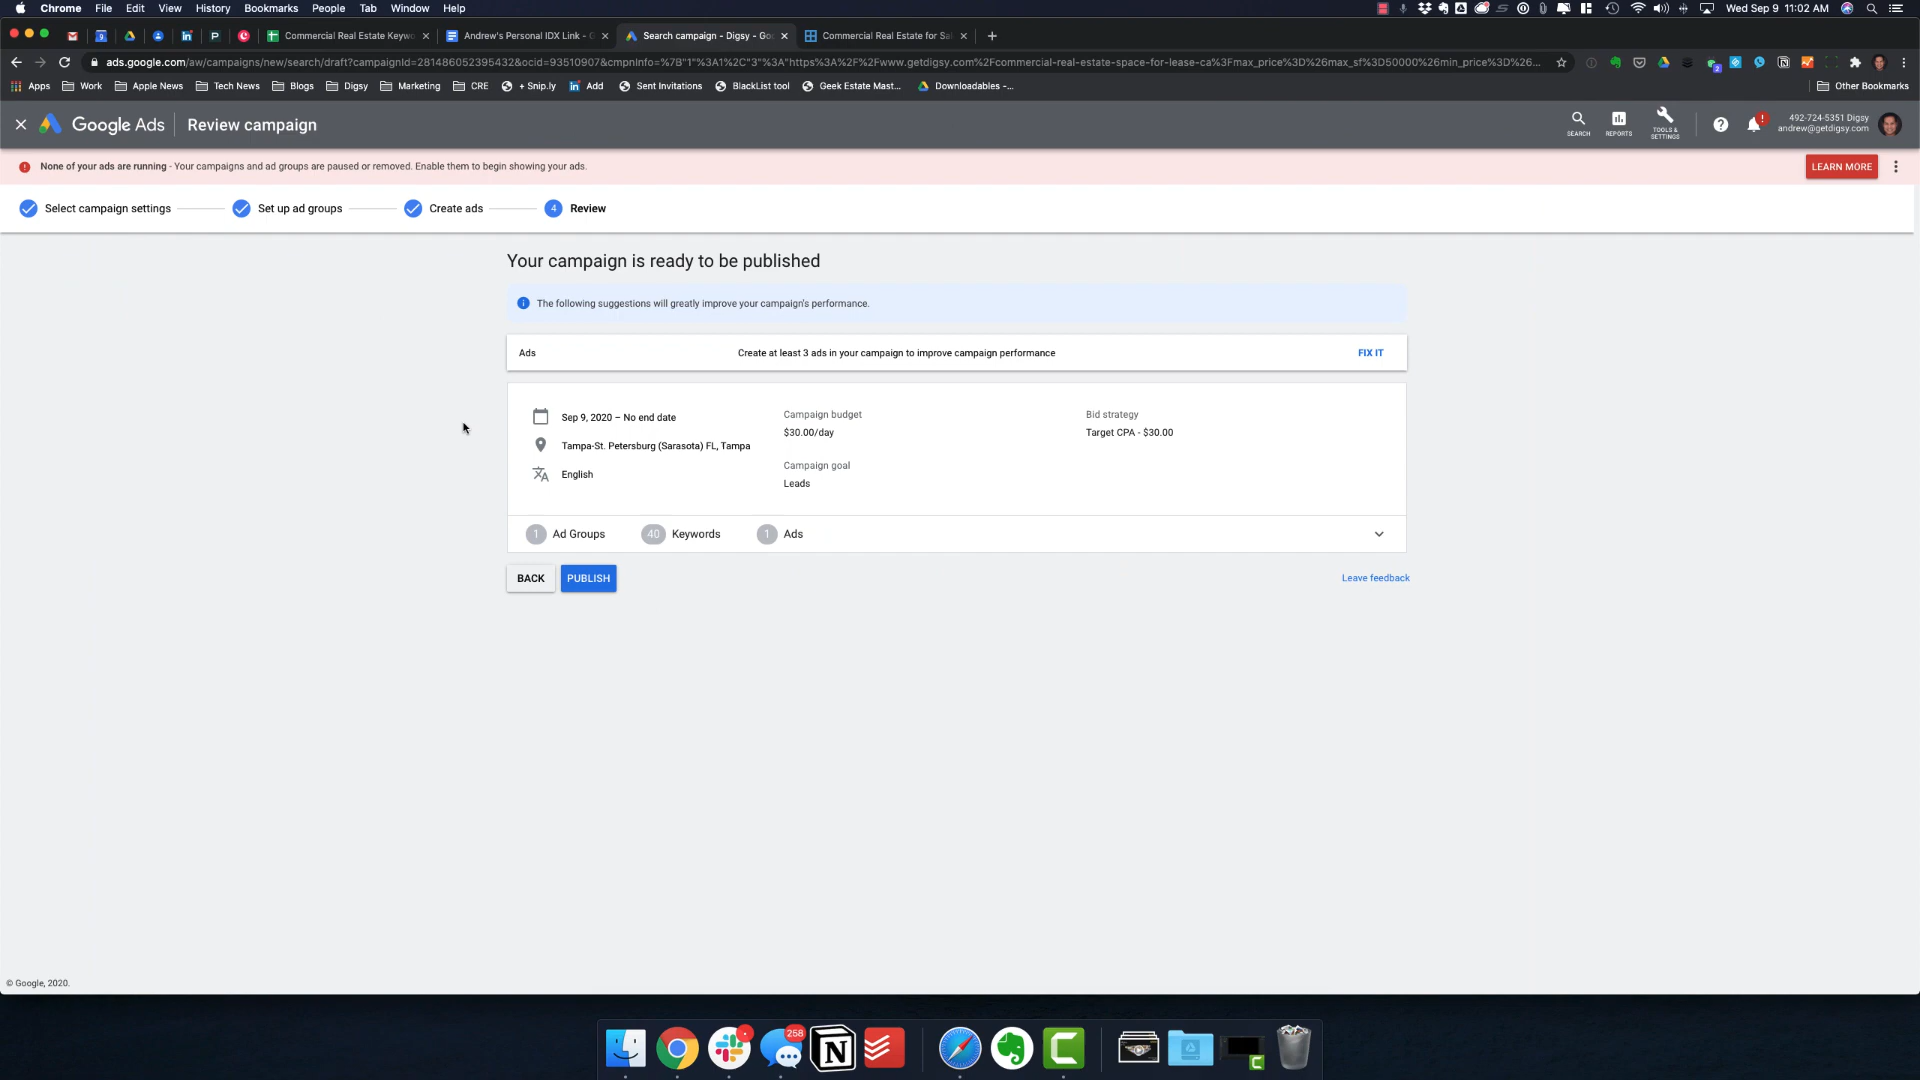 Chrome File Edit View History Bookmarks People Tab Window Help
Wed Sep 9 11:02 AM
Commercial Real Estate Keywo
Andrew's Personal IDX Link - G
Search campaign - Digsy - Goo
Commercial Real Estate for Sal
ads.google.com/aw/campaigns/new/search/draft?campaignId=281486052395432&ocid=93510907&cmpnInfo=%7B"1"%3A1%2C"3"%3A"https%3A%2F%2Fwww.getdigsy.com%2Fcommercial-real-estate-space-for-lease-ca%3Fmax_price%3D%26max_sf%3D50000%26min_price%3D%26...
Apps Work Apple News Tech News Blogs Digsy Marketing CRE + Snip.ly Add Sent Invitations BlackList tool Geek Estate Mast... Downloadables -... Other Bookmarks
Google Ads Review campaign
SEARCH REPORTS TOOLS & SETTINGS
492-724-5351 Digsy
andrew@getdigsy.com
None of your ads are running - Your campaigns and ad groups are paused or removed. Enable them to begin showing your ads.
LEARN MORE
Select campaign settings Set up ad groups Create ads 4 Review
Your campaign is ready to be published
The following suggestions will greatly improve your campaign's performance.
Ads Create at least 3 ads in your campaign to improve campaign performance FIX IT
Sep 9, 2020 – No end date
Tampa-St. Petersburg (Sarasota) FL, Tampa
English
Campaign budget
$30.00/day
Campaign goal
Leads
Bid strategy
Target CPA - $30.00
1 Ad Groups 40 Keywords 1 Ads
BACK PUBLISH Leave feedback
© Google, 2020.
258